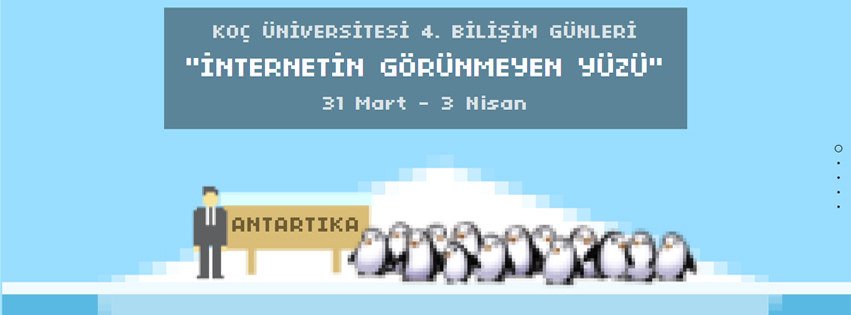 KOÇ ÜNİVERSİTESİ 4. BİLİŞİM GÜNLERİ
"İNTERNETİN GÖRÜNMEYEN YÜZÜ"
31 Mart - 3 Nisan
ANTARTIKA